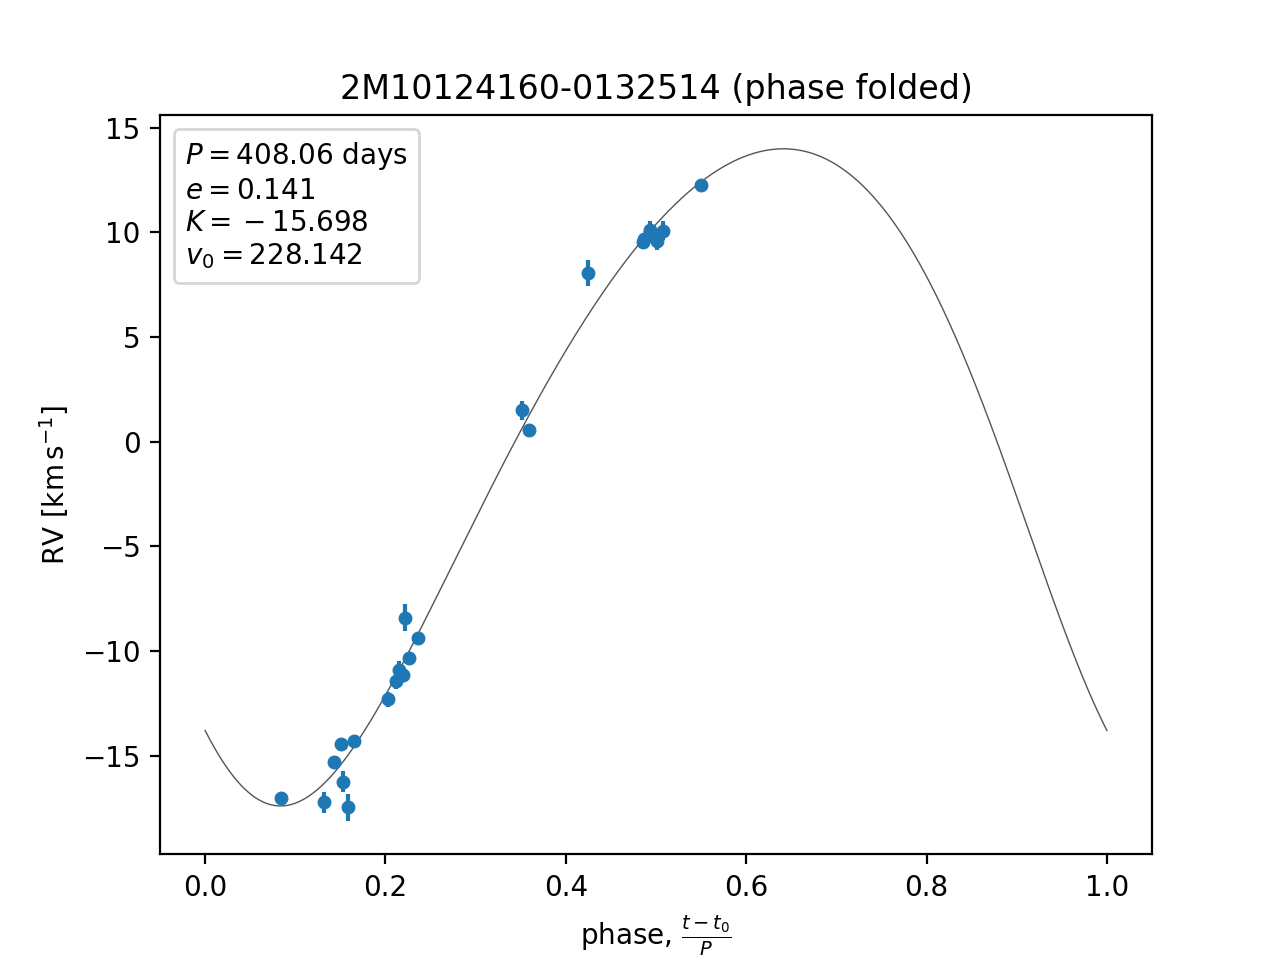 2M10124160-0132514 (phase folded)
P = 408.06 days
e = 0.141
K = −15.698
v₀ = 228.142
15
10
5
0
−5
−10
−15
RV [km s⁻¹]
0.0 0.2 0.4 0.6 0.8 1.0
phase, (t − t₀)/P